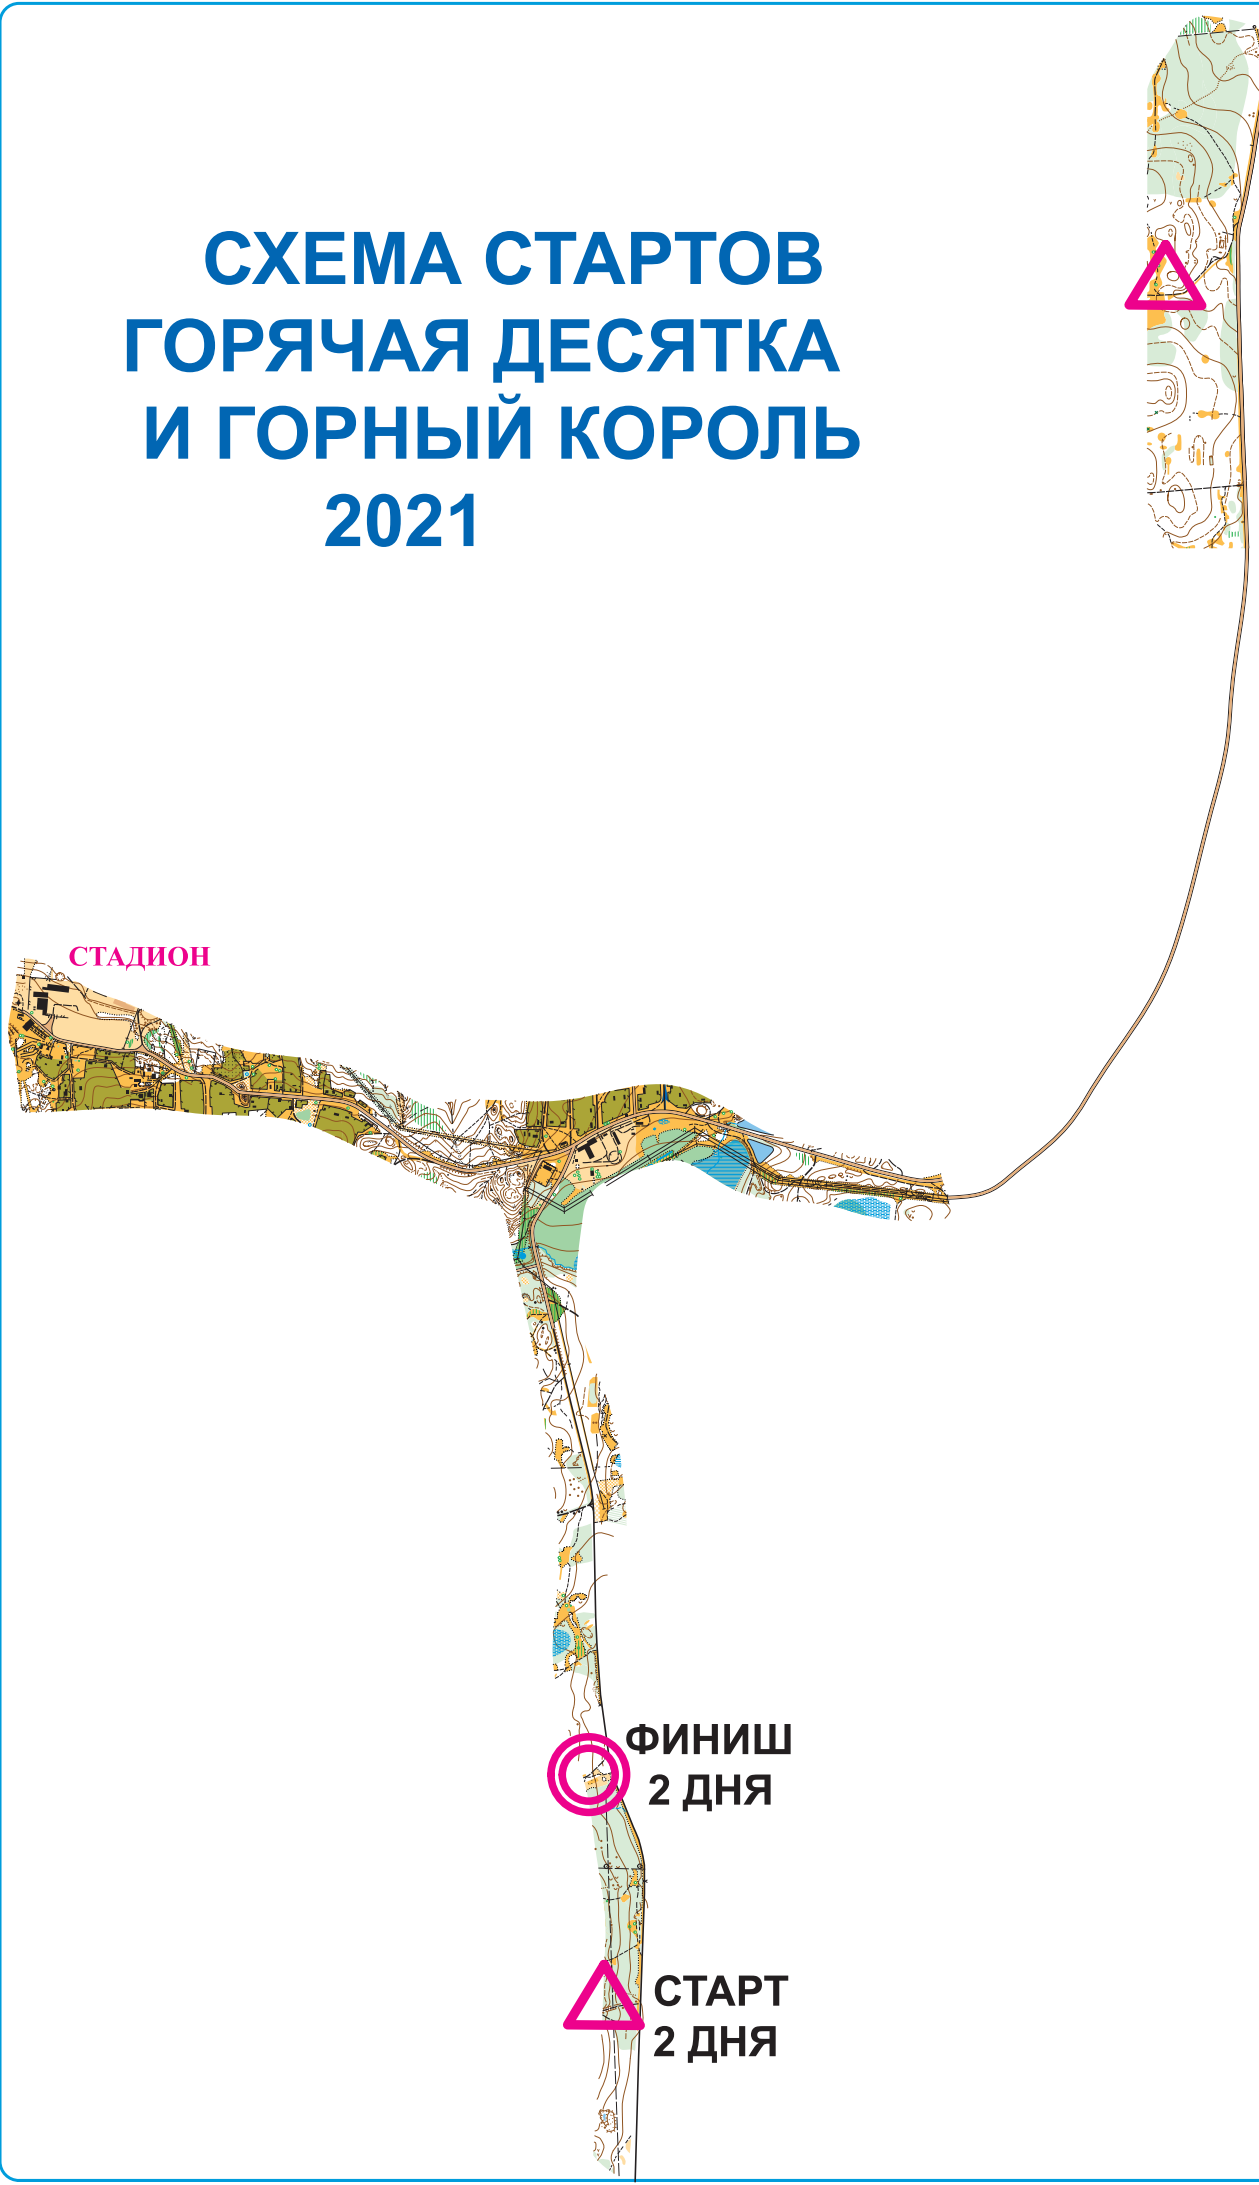 СХЕМА СТАРТОВ
ГОРЯЧАЯ ДЕСЯТКА
И ГОРНЫЙ КОРОЛЬ
2021
СТАДИОН
ФИНИШ
2 ДНЯ
СТАРТ
2 ДНЯ